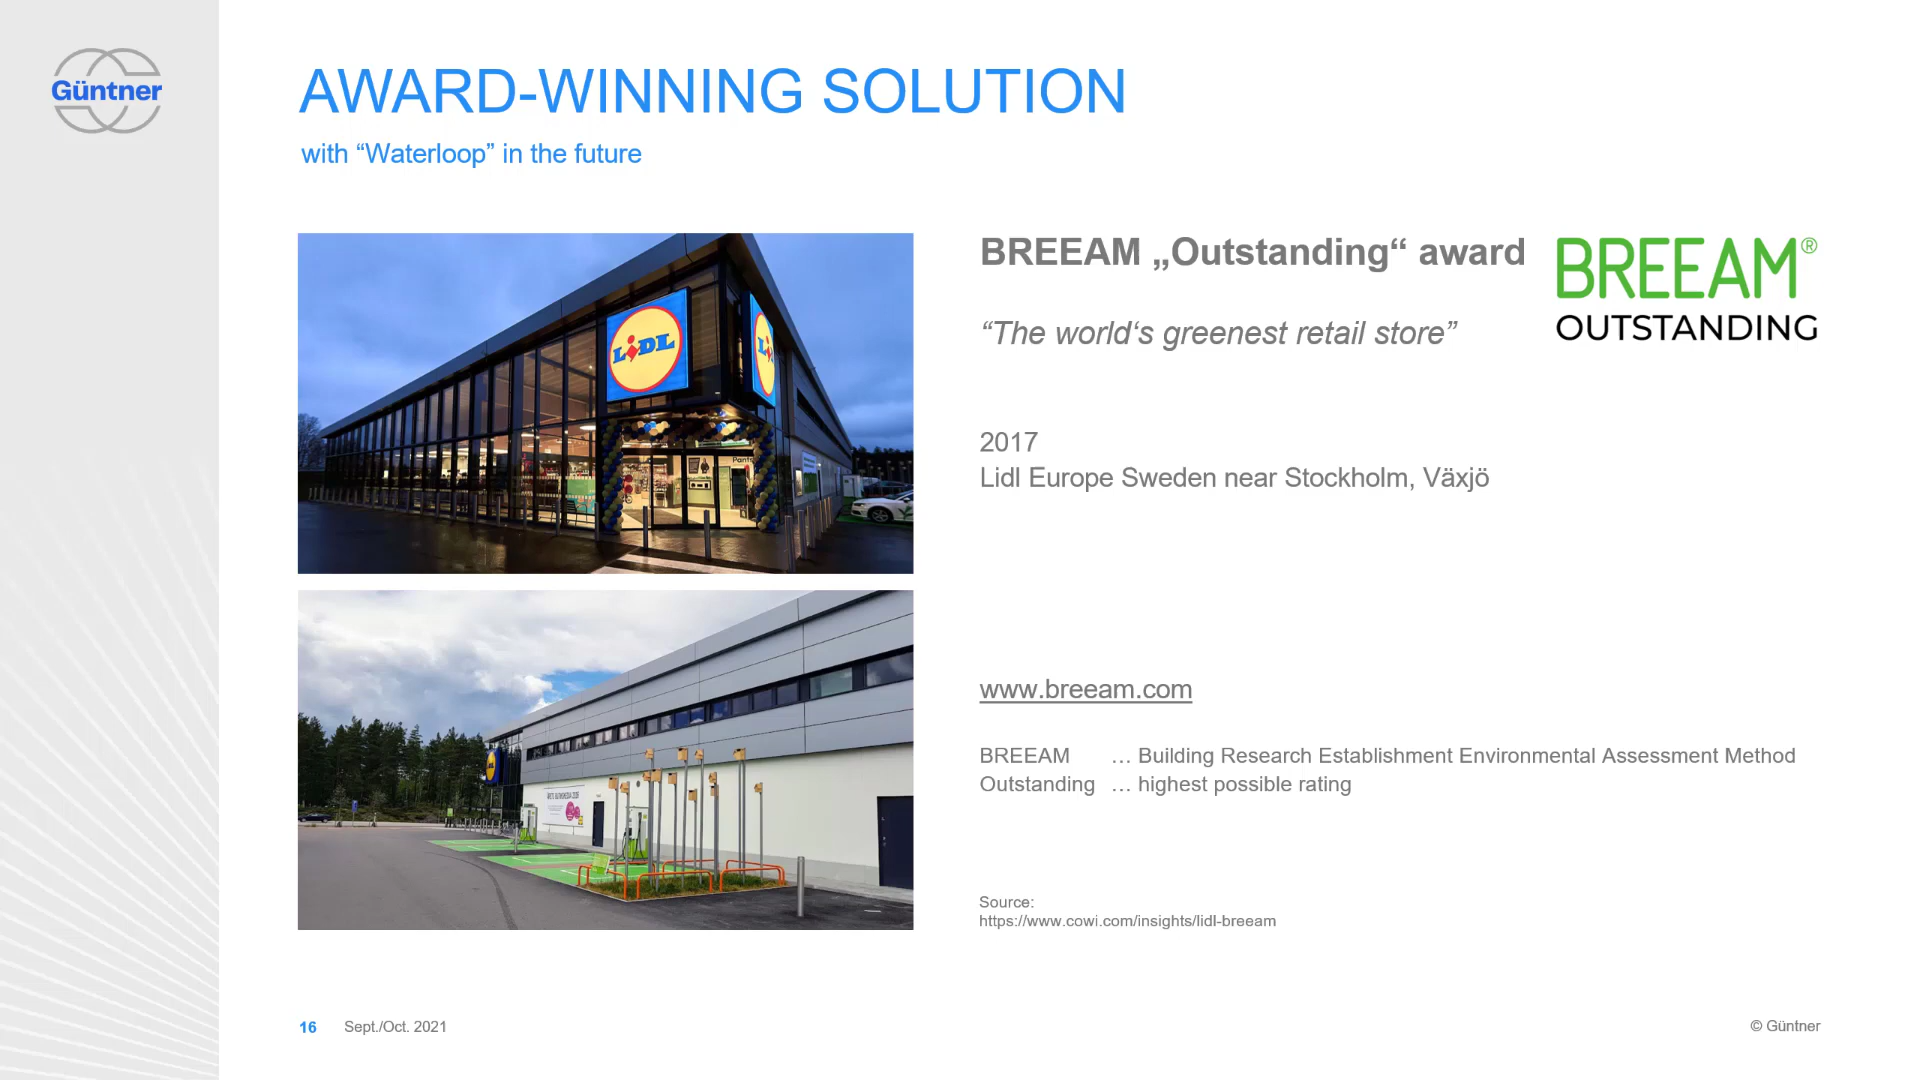 Güntner
AWARD-WINNING SOLUTION
with “Waterloop” in the future
LIDL
BREEAM „Outstanding“ award
BREEAM®
OUTSTANDING
“The world‘s greenest retail store”
2017
Lidl Europe Sweden near Stockholm, Växjö
www.breeam.com
BREEAM … Building Research Establishment Environmental Assessment Method
Outstanding … highest possible rating
Source:
https://www.cowi.com/insights/lidl-breeam
16 Sept./Oct. 2021
© Güntner